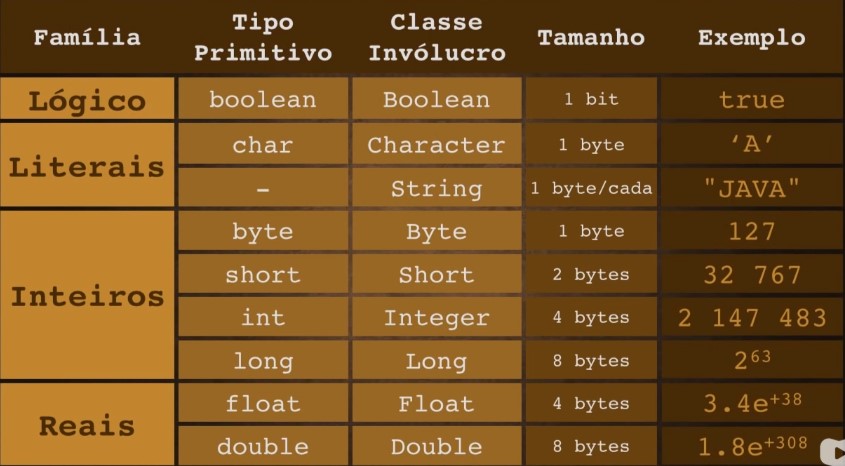 Família Tipo Primitivo Classe Invólucro Tamanho Exemplo
Lógico boolean Boolean 1 bit true
Literais char Character 1 byte ‘A’
– String 1 byte/cada "JAVA"
Inteiros byte Byte 1 byte 127
short Short 2 bytes 32 767
int Integer 4 bytes 2 147 483
long Long 8 bytes 2⁶³
Reais float Float 4 bytes 3.4e⁺³⁸
double Double 8 bytes 1.8e⁺³⁰⁸